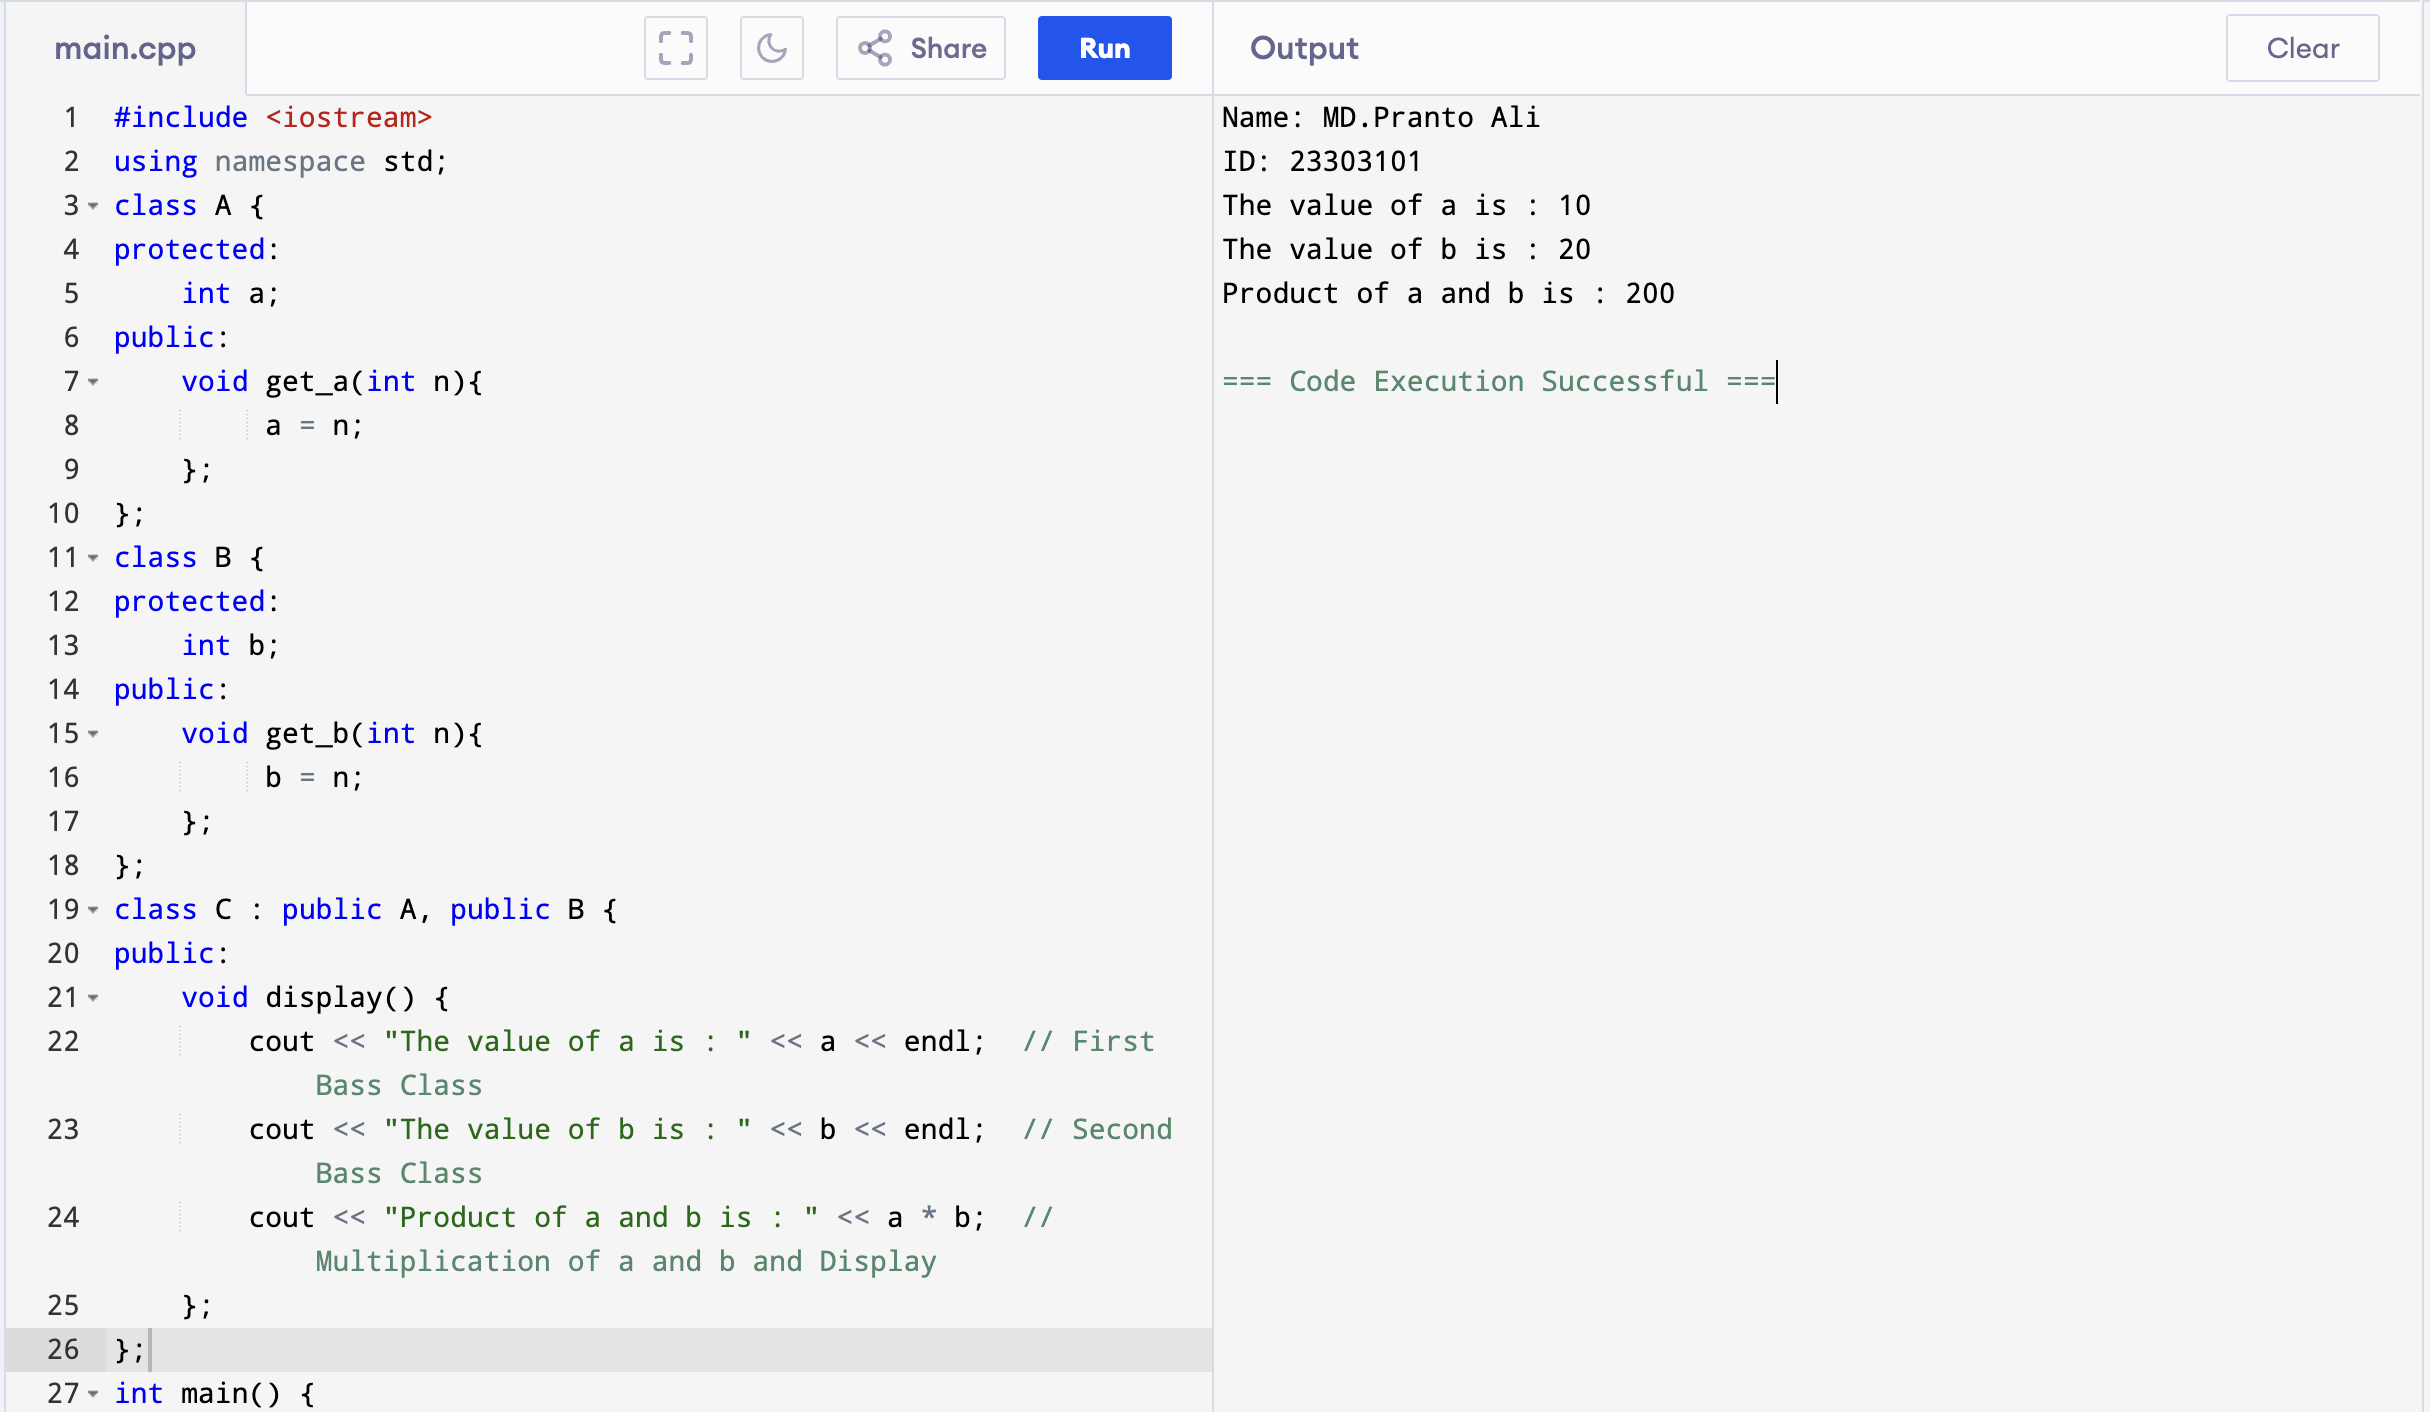 main.cpp
Share
Run
Output
Clear
1 #include <iostream>
2 using namespace std;
3 class A {
4 protected:
5     int a;
6 public:
7     void get_a(int n){
8          a = n;
9     };
10 };
11 class B {
12 protected:
13     int b;
14 public:
15     void get_b(int n){
16          b = n;
17     };
18 };
19 class C : public A, public B {
20 public:
21     void display() {
22         cout << "The value of a is : " << a << endl;  // First
Bass Class
23         cout << "The value of b is : " << b << endl;  // Second
Bass Class
24         cout << "Product of a and b is : " << a * b;  //
Multiplication of a and b and Display
25     };
26 };
27 int main() {
Name: MD.Pranto Ali
ID: 23303101
The value of a is : 10
The value of b is : 20
Product of a and b is : 200
=== Code Execution Successful ===